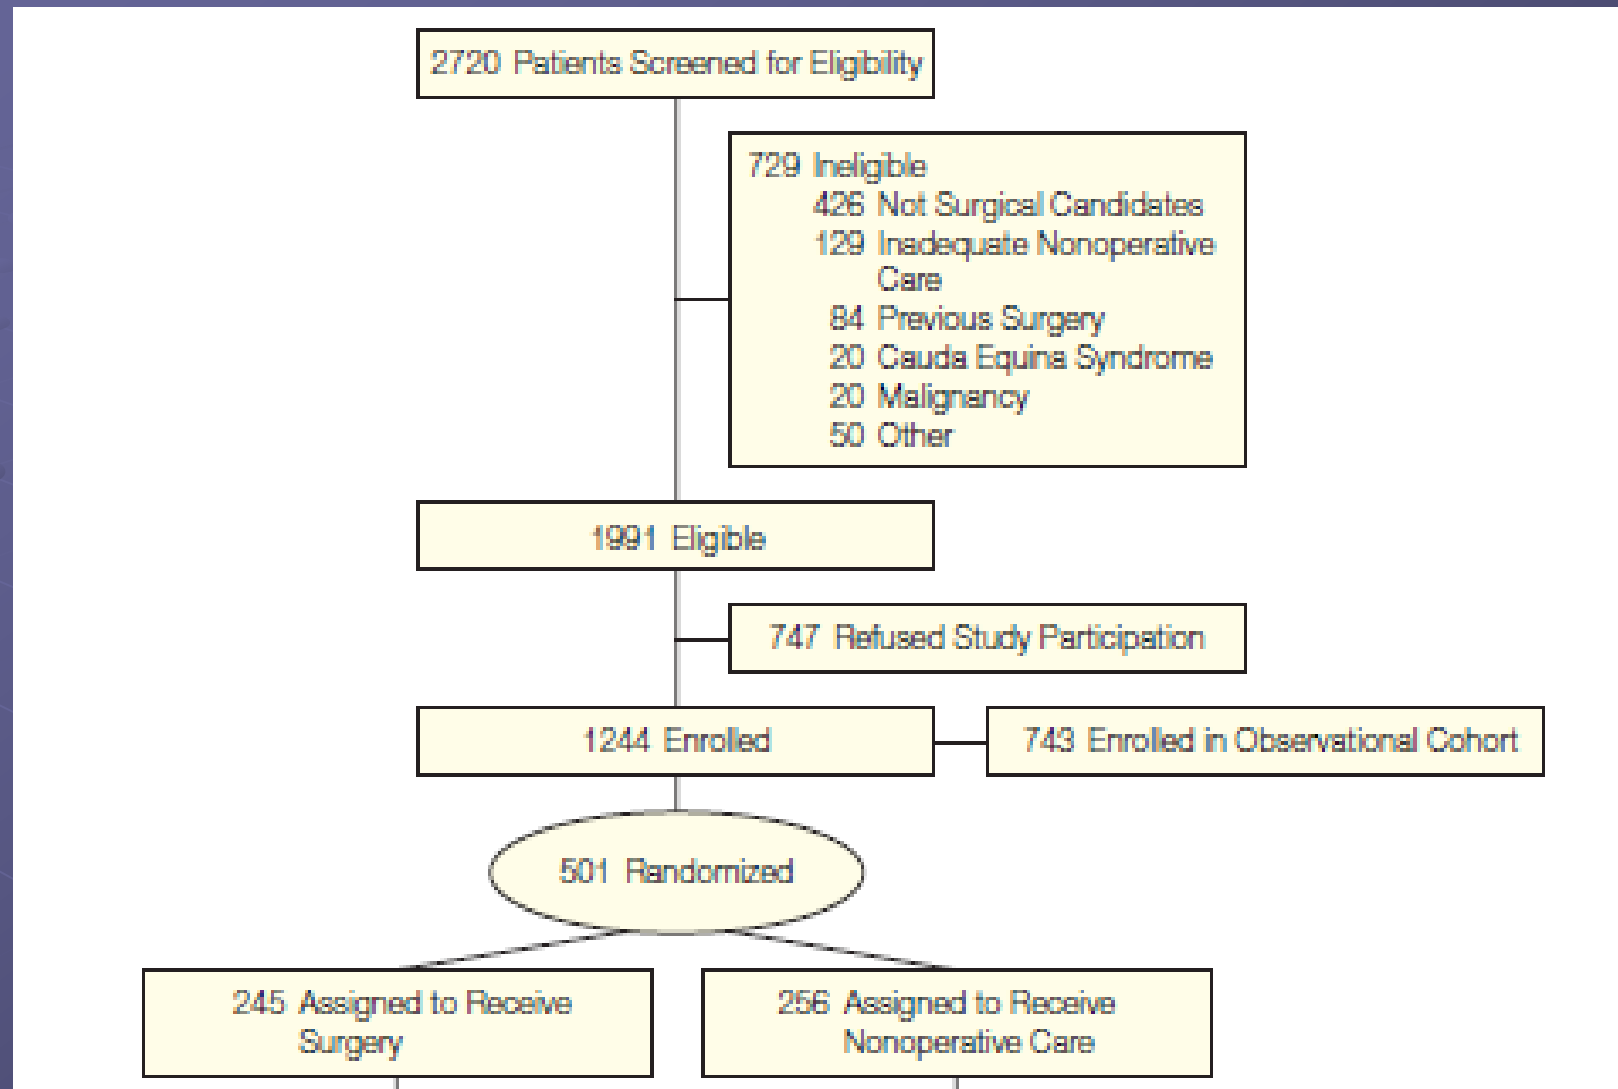 2720 Patients Screened for Eligibility
729 Ineligible
426 Not Surgical Candidates
129 Inadequate Nonoperative
Care
84 Previous Surgery
20 Cauda Equina Syndrome
20 Malignancy
50 Other
1991 Eligible
747 Refused Study Participation
1244 Enrolled
743 Enrolled in Observational Cohort
501 Randomized
245 Assigned to Receive
Surgery
256 Assigned to Receive
Nonoperative Care